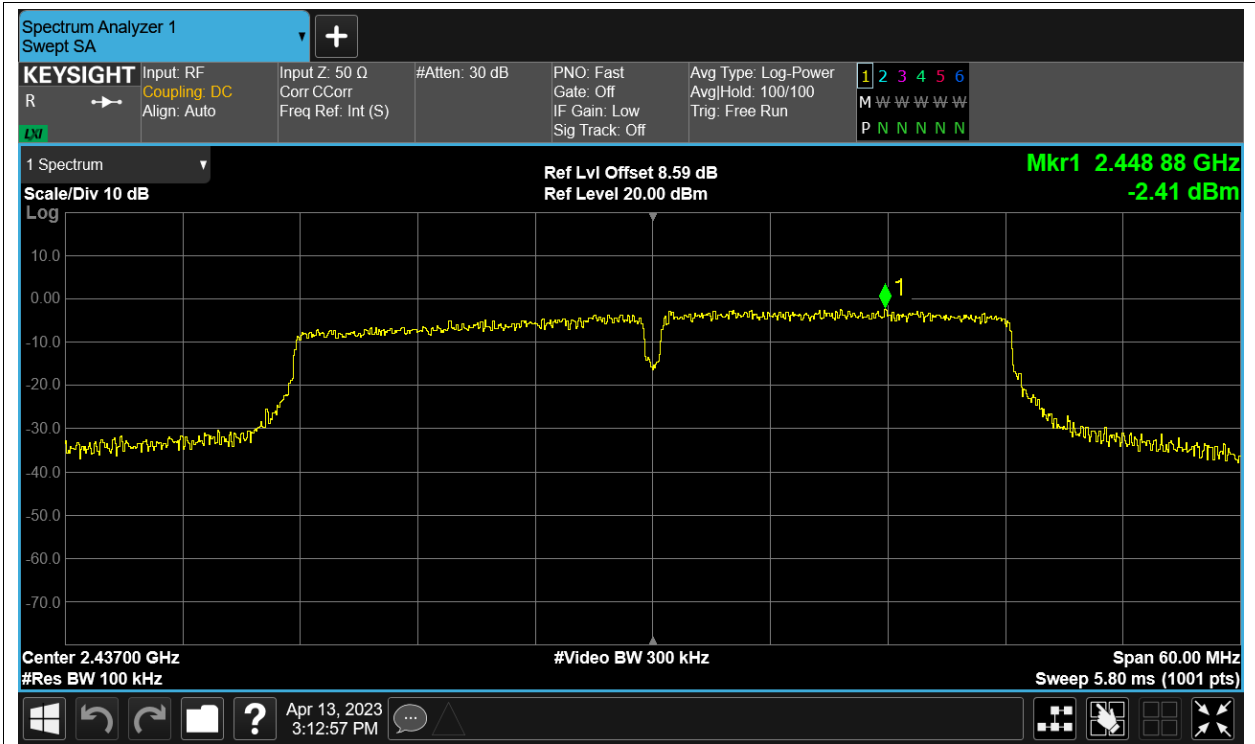 Spectrum Analyzer 1
Swept SA
KEYSIGHT
R
LXI
Input: RF
Coupling: DC
Align: Auto
Input Z: 50 Ω
Corr CCorr
Freq Ref: Int (S)
#Atten: 30 dB
PNO: Fast
Gate: Off
IF Gain: Low
Sig Track: Off
Avg Type: Log-Power
Avg|Hold: 100/100
Trig: Free Run
1 2 3 4 5 6
M W W W W W
P N N N N N
1 Spectrum
Scale/Div 10 dB
Log
Ref Lvl Offset 8.59 dB
Ref Level 20.00 dBm
Mkr1 2.448 88 GHz
-2.41 dBm
10.0
0.00
-10.0
-20.0
-30.0
-40.0
-50.0
-60.0
-70.0
1
Center 2.43700 GHz
#Res BW 100 kHz
#Video BW 300 kHz
Span 60.00 MHz
Sweep 5.80 ms (1001 pts)
?
Apr 13, 2023
3:12:57 PM